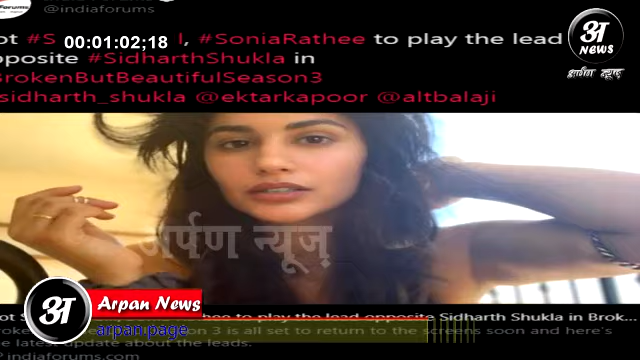 @indiaforums
अ
NEWS
अर्पण न्यूज़
00:01:02;18
#SoniaRathee to play the lead
opposite #SidharthShukla in
BrokenButBeautifulSeason3
sidharth_shukla @ektarkapoor @altbalaji
अर्पण न्यूज़
अ
Arpan News
arpan page
to play the lead opposite Sidharth Shukla in Brok...
3 is all set to return to the screens soon and here's
update about the leads.
indiaforums.com